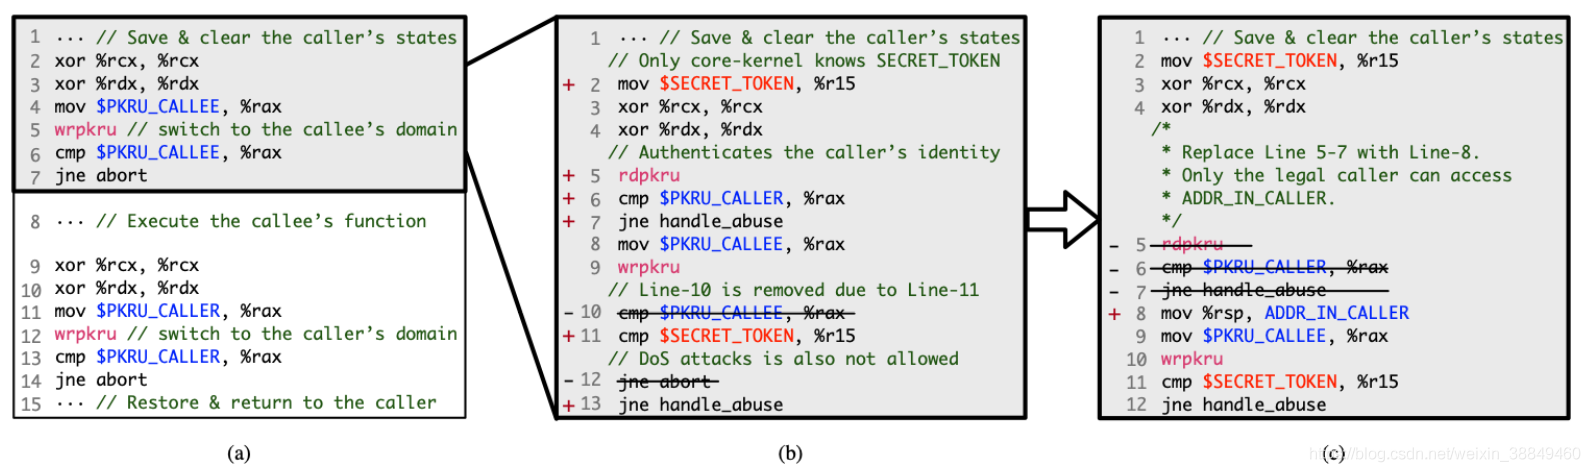 1 ··· // Save & clear the caller's states
2 xor %rcx, %rcx
3 xor %rdx, %rdx
4 mov $PKRU_CALLEE, %rax
5 wrpkru // switch to the callee's domain
6 cmp $PKRU_CALLEE, %rax
7 jne abort
8 ··· // Execute the callee's function
9 xor %rcx, %rcx
10 xor %rdx, %rdx
11 mov $PKRU_CALLER, %rax
12 wrpkru // switch to the caller's domain
13 cmp $PKRU_CALLER, %rax
14 jne abort
15 ··· // Restore & return to the caller
(a)
1 ··· // Save & clear the caller's states
// Only core-kernel knows SECRET_TOKEN
+ 2 mov $SECRET_TOKEN, %r15
3 xor %rcx, %rcx
4 xor %rdx, %rdx
// Authenticates the caller's identity
+ 5 rdpkru
+ 6 cmp $PKRU_CALLER, %rax
+ 7 jne handle_abuse
8 mov $PKRU_CALLEE, %rax
9 wrpkru
// Line-10 is removed due to Line-11
- 10 cmp $PKRU_CALLEE, %rax
+ 11 cmp $SECRET_TOKEN, %r15
// DoS attacks is also not allowed
- 12 jne abort
+ 13 jne handle_abuse
(b)
1 ··· // Save & clear the caller's states
2 mov $SECRET_TOKEN, %r15
3 xor %rcx, %rcx
4 xor %rdx, %rdx
/*
* Replace Line 5-7 with Line-8.
* Only the legal caller can access
* ADDR_IN_CALLER.
*/
- 5 rdpkru
- 6 cmp $PKRU_CALLER, %rax
- 7 jne handle_abuse
+ 8 mov %rsp, ADDR_IN_CALLER
9 mov $PKRU_CALLEE, %rax
10 wrpkru
11 cmp $SECRET_TOKEN, %r15
12 jne handle_abuse
(c)
https://blog.csdn.net/weixin_38849460